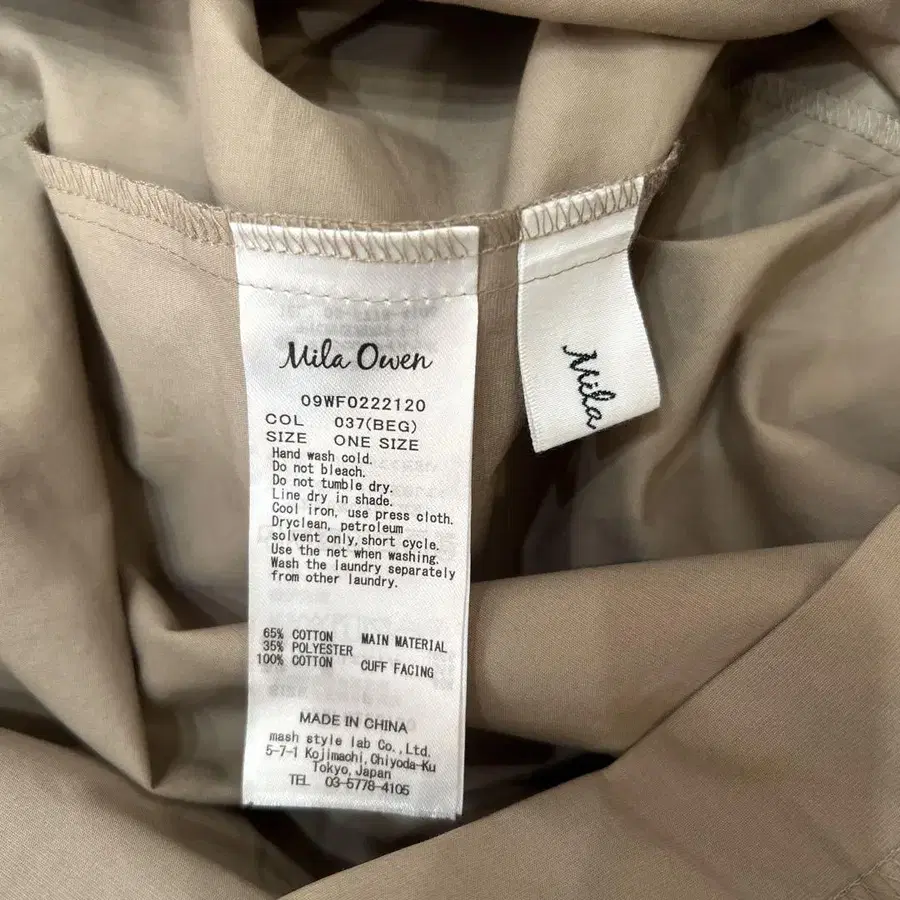 Mila Owen
09WF0222120
COL 037(BEG)
SIZE ONE SIZE
Hand wash cold.
Do not bleach.
Do not tumble dry.
Line dry in shade.
Cool iron, use press cloth.
Dryclean, petroleum
solvent only, short cycle.
Use the net when washing.
Wash the laundry separately
from other laundry.
65% COTTON MAIN MATERIAL
35% POLYESTER
100% COTTON CUFF FACING
MADE IN CHINA
mash style lab Co.,Ltd.
5-7-1 Kojimachi,Chiyoda-Ku
Tokyo,Japan
TEL 03-5778-4105
Mila